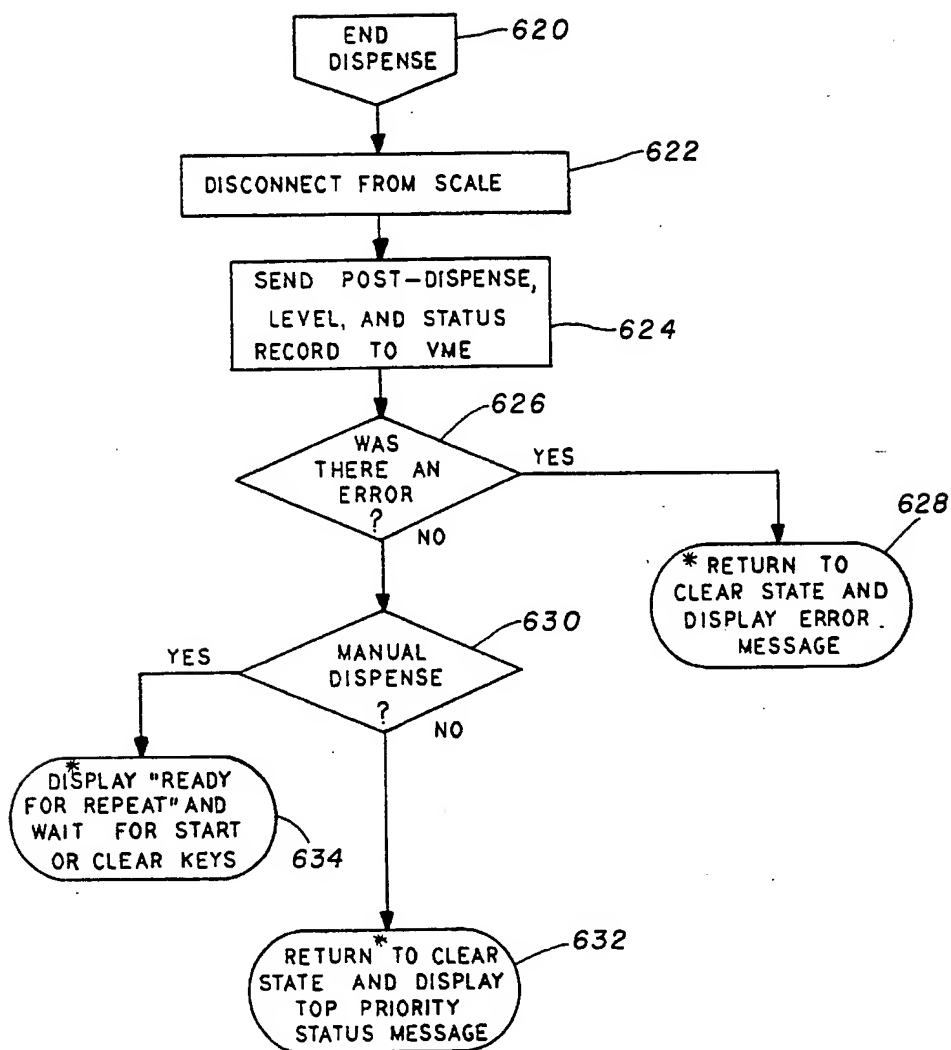 END
DISPENSE
620
622
DISCONNECT FROM SCALE
SEND POST-DISPENSE,
LEVEL, AND STATUS
RECORD TO VME
624
626
WAS
THERE AN
ERROR
?
YES
NO
628
* RETURN TO
CLEAR STATE AND
DISPLAY ERROR
MESSAGE
630
YES
MANUAL
DISPENSE
?
NO
*
DISPLAY "READY
FOR REPEAT" AND
WAIT FOR START
OR CLEAR KEYS
634
632
RETURN * TO CLEAR
STATE AND DISPLAY
TOP PRIORITY
STATUS MESSAGE